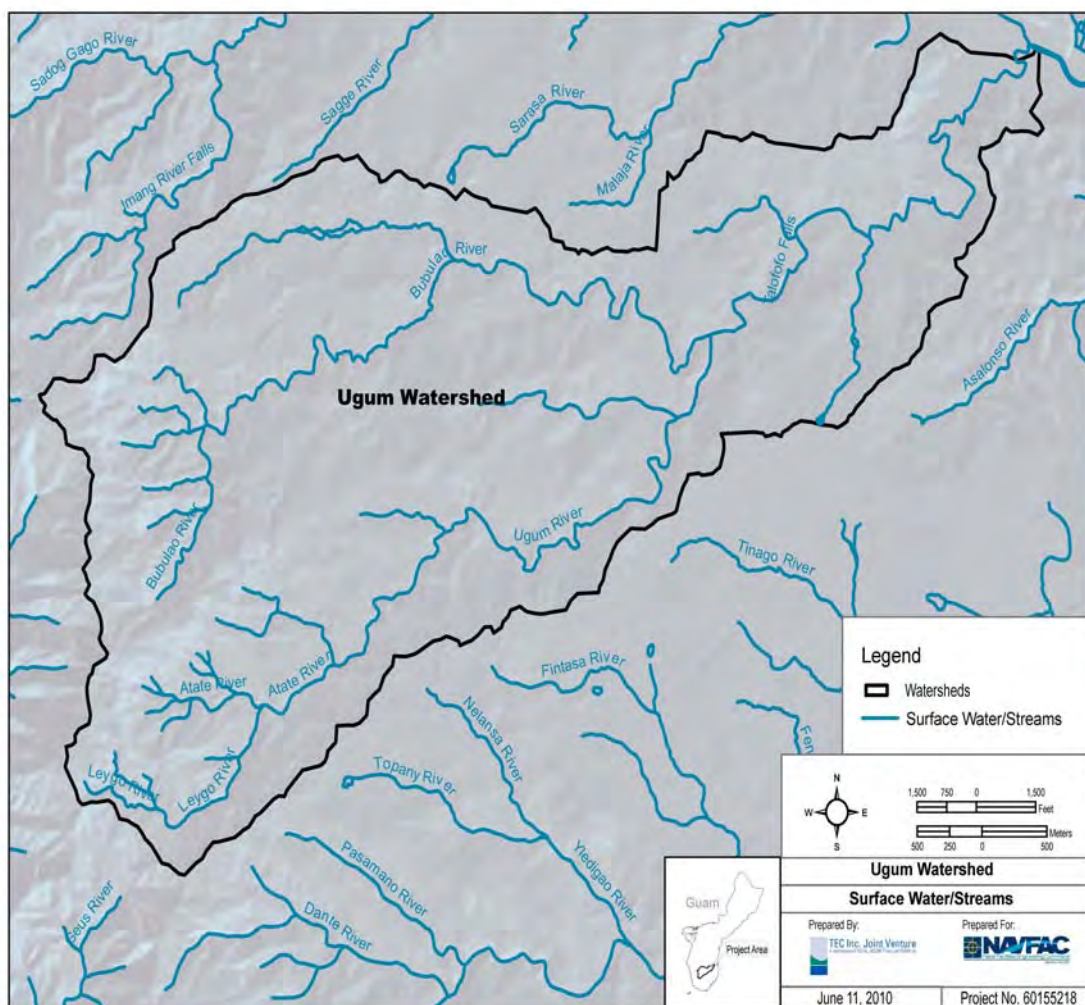 Sadog Gago River
Sagge River
Sarasa River
Malaja River
Imang River Falls
Bubulao River
Talofofo Falls
Asalonso River
Ugum Watershed
Bubulao River
Ugum River
Tinago River
Atate River
Atate River
Fintasa River
Nelansa River
Leygo River
Leygo River
Topany River
Pasamano River
Yledigao River
Dante River
Seus River
Fen
Legend
Watersheds
Surface Water/Streams
N
W
E
S
1,500 750 0 1,500
Feet
Meters
500 250 0 500
Ugum Watershed
Surface Water/Streams
Guam
Project Area
Prepared By:
Prepared For:
TEC Inc. Joint Venture
NAVFAC
June 11, 2010
Project No. 60155218